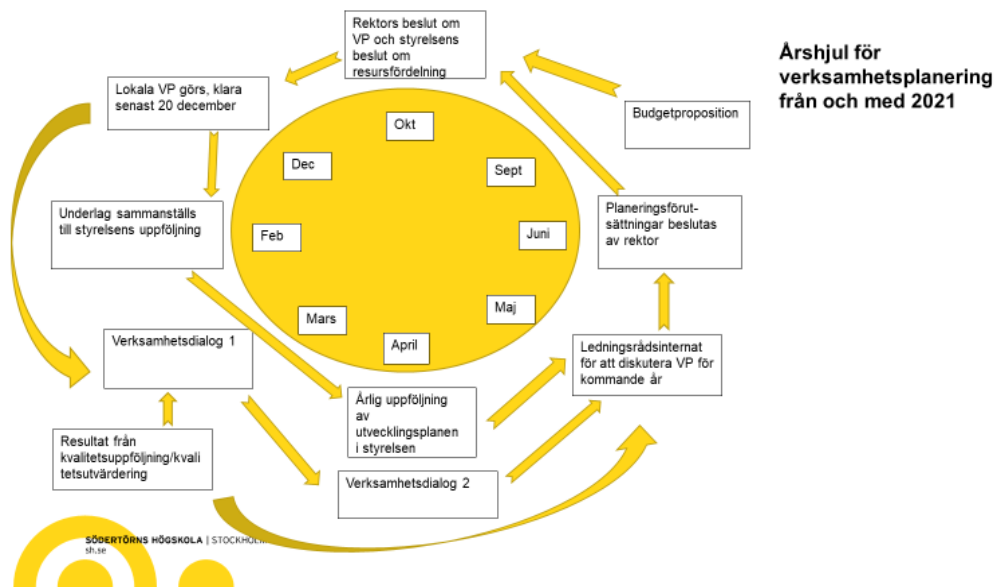 Årshjul för
verksamhetsplanering
från och med 2021
Rektors beslut om
VP och styrelsens
beslut om
resursfördelning
Budgetproposition
Planeringsförut-
sättningar beslutas
av rektor
Ledningsrådsinternat
för att diskutera VP för
kommande år
Årlig uppföljning
av
utvecklingsplanen
i styrelsen
Verksamhetsdialog 2
Verksamhetsdialog 1
Resultat från
kvalitetsuppföljning/kvali
tetsutvärdering
Underlag sammanställs
till styrelsens uppföljning
Lokala VP görs, klara
senast 20 december
Okt
Sept
Juni
Maj
April
Mars
Feb
Dec
SÖDERTÖRNS HÖGSKOLA | STOCKHOLM
sh.se